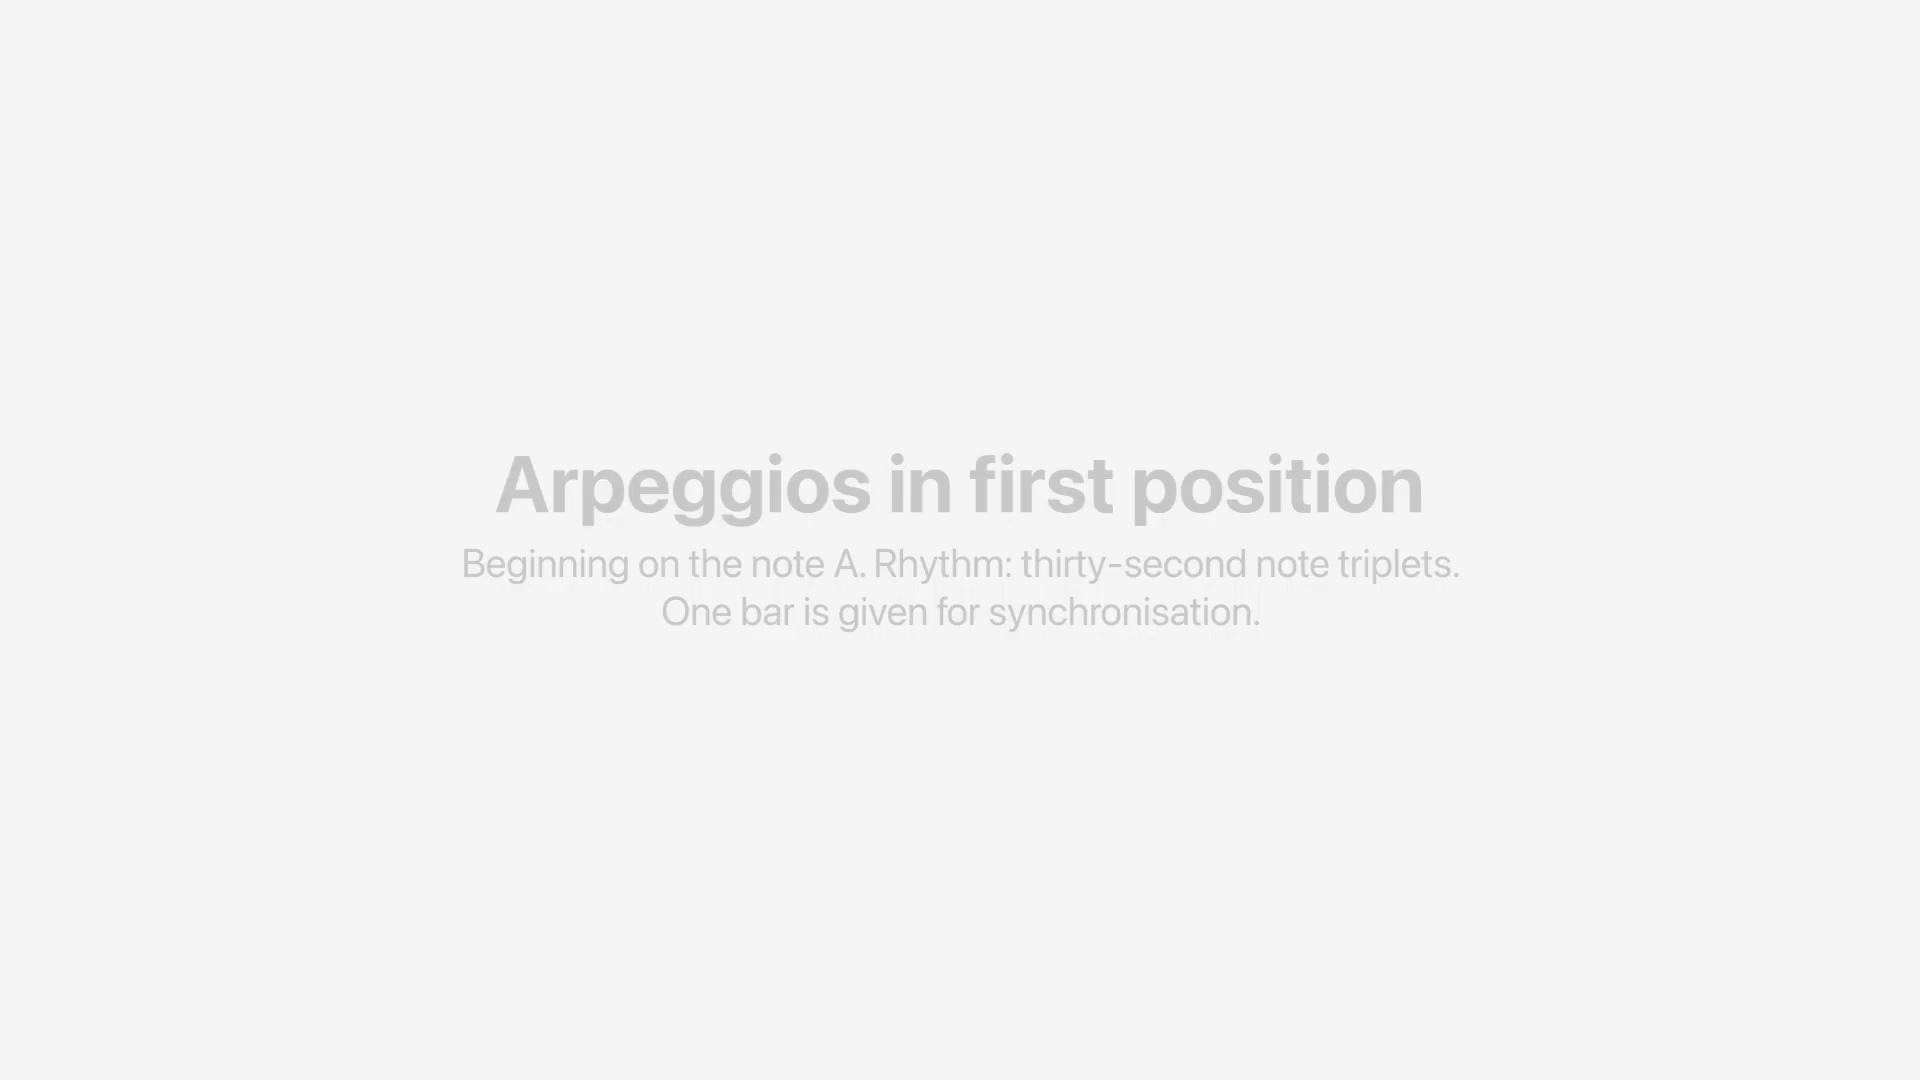 Arpeggios in first position
Beginning on the note A. Rhythm: thirty-second note triplets.
One bar is given for synchronisation.